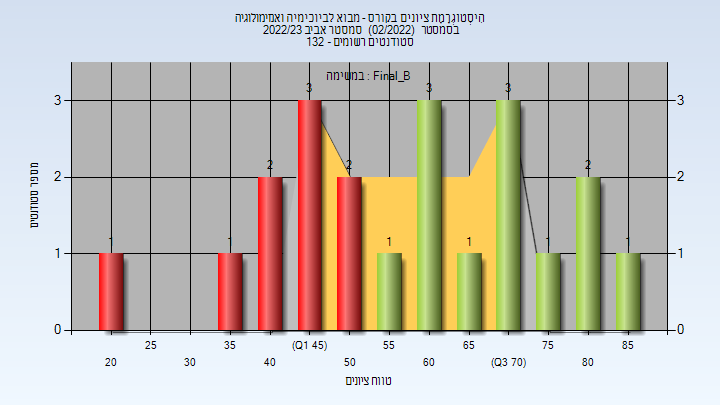 היסטוגרמת ציונים בקורס - מבוא לביוכימיה ואנזימולוגיה
בסמסטר (02/2022) סמסטר אביב 2022/23
סטודנטים רשומים - 132
במשימה : Final_B
מספר סטודנטים
3 3
2 2
1 1
0 0
1 1 2 3 2 1 3 1 3 1 2 1
25 35 (Q1 45) 55 65 75 85
20 30 40 50 60 (Q3 70) 80
טווח ציונים